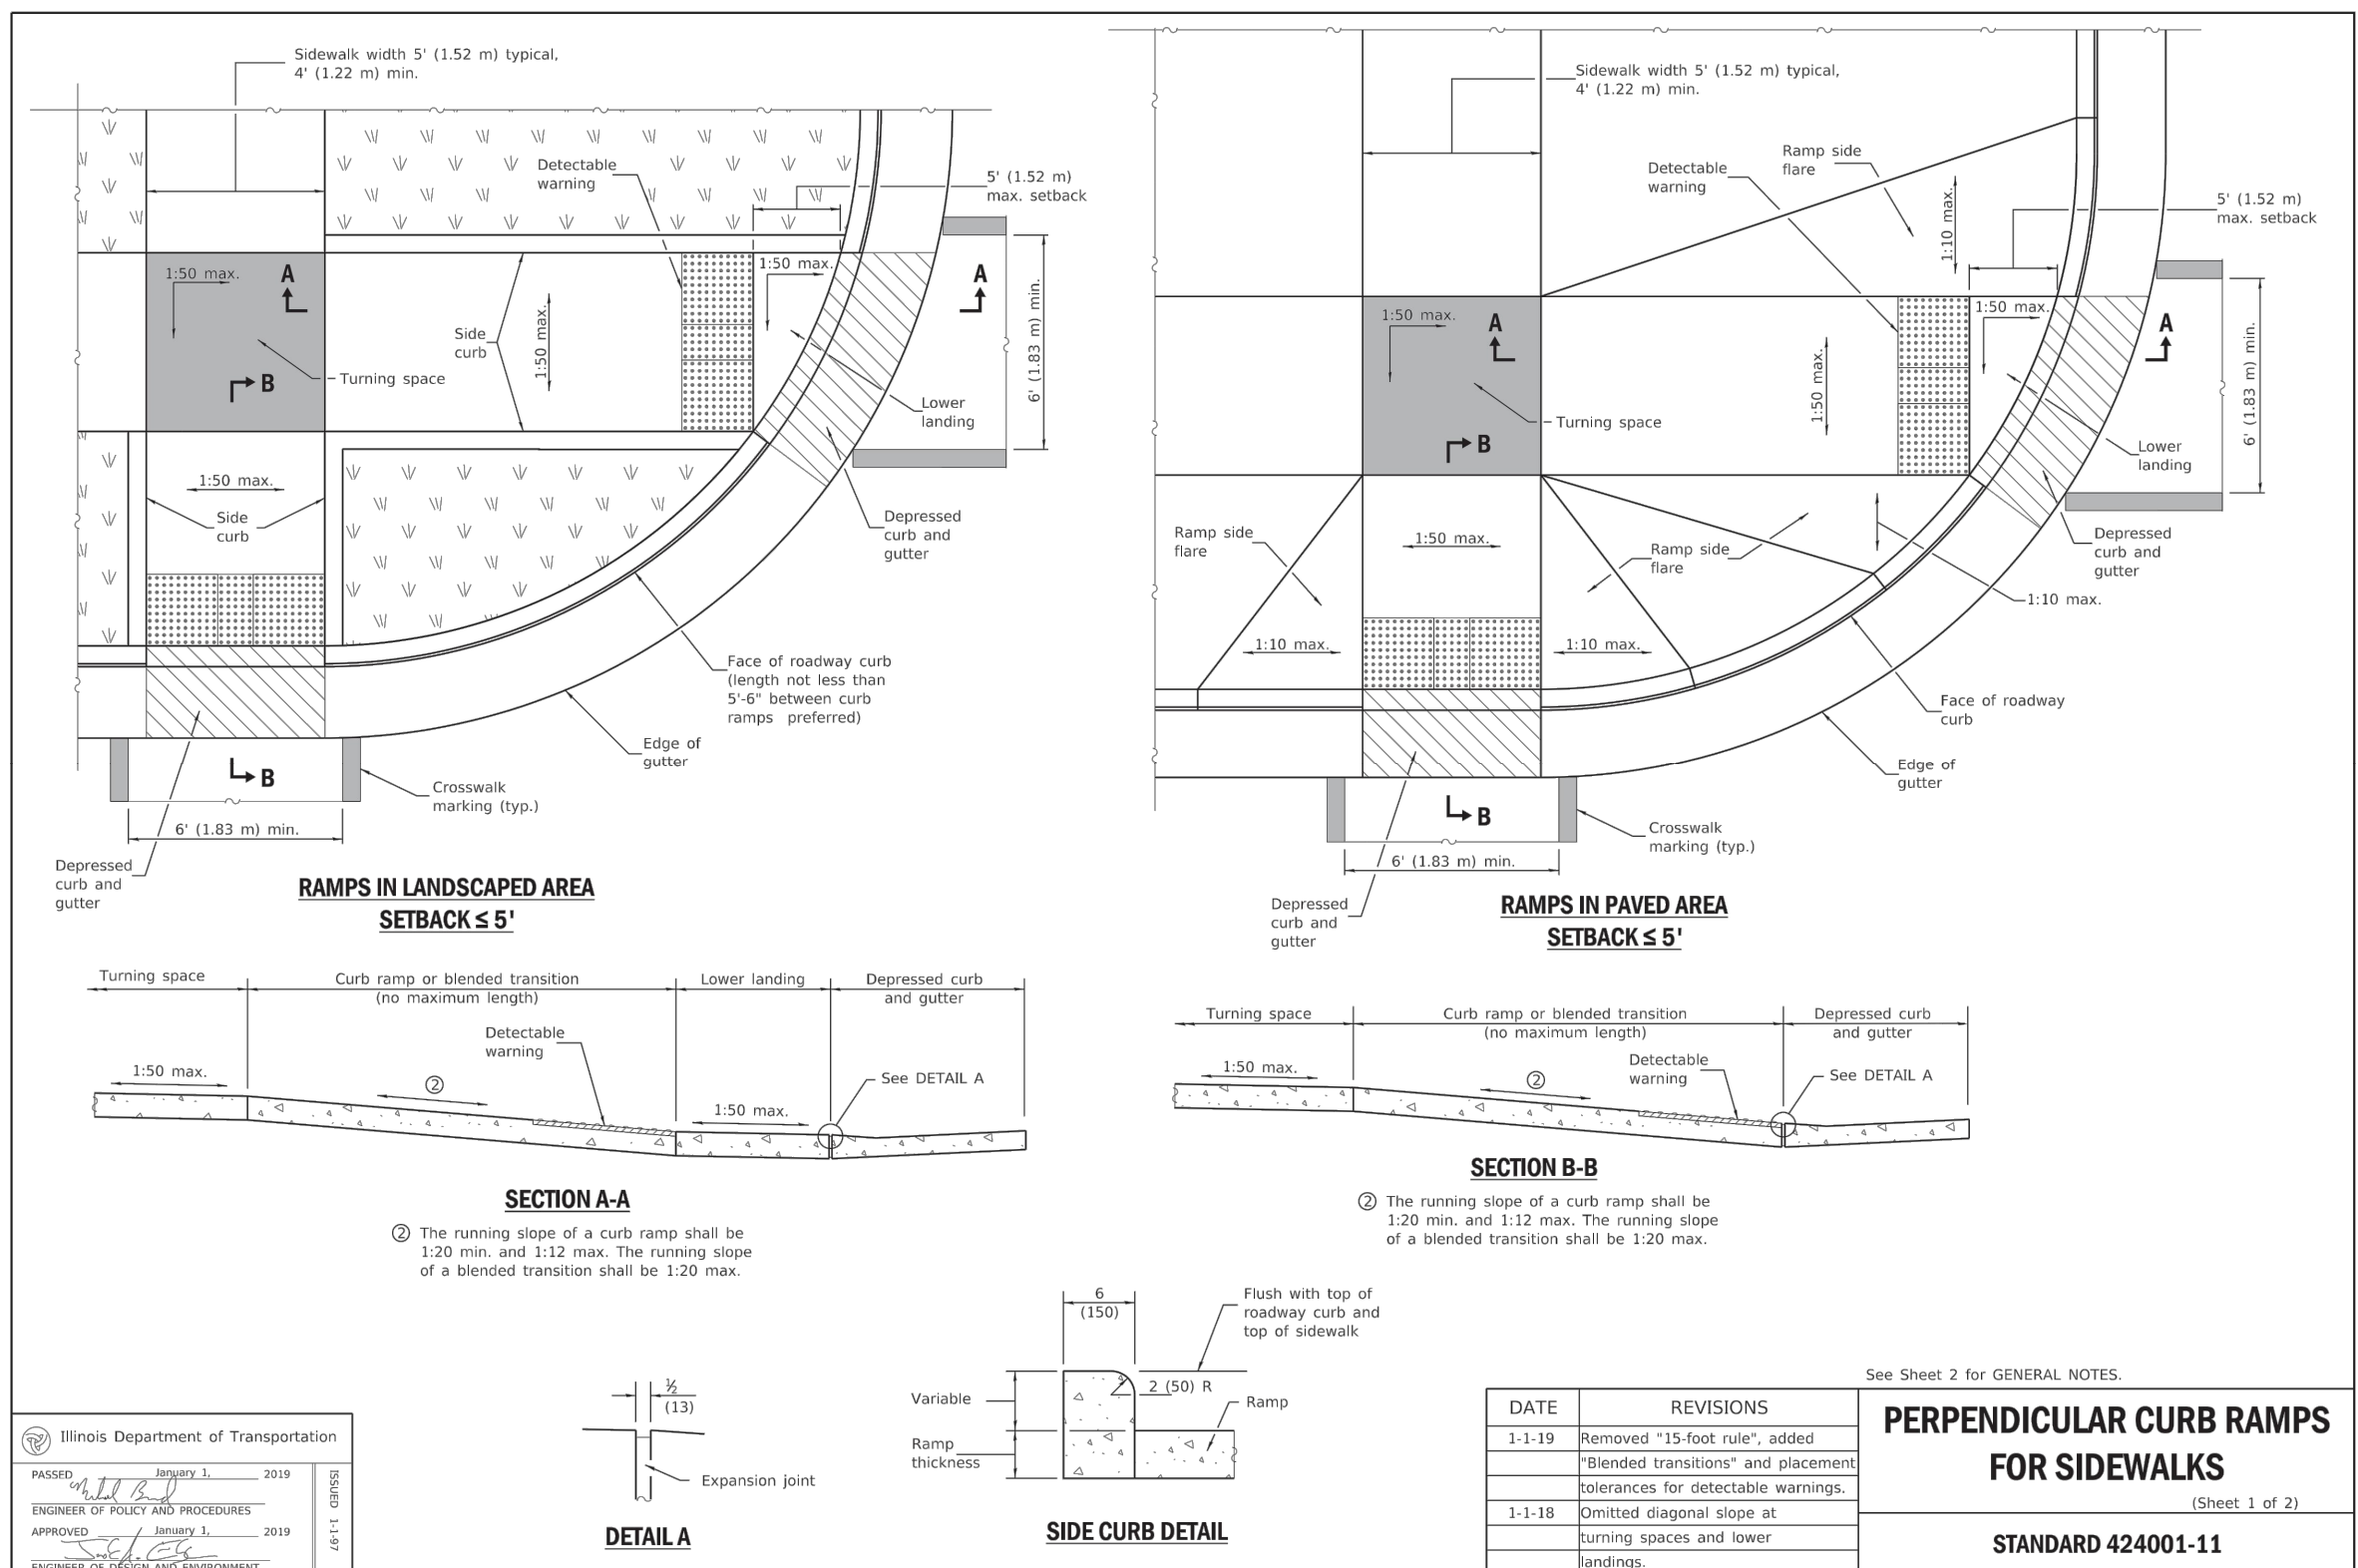 Sidewalk width 5' (1.52 m) typical,
4' (1.22 m) min.
Detectable
warning
5' (1.52 m)
max. setback
1:50 max.
A
1:50 max.
A
Side
curb
1:50 max.
6' (1.83 m) min.
B
Turning space
Lower
landing
1:50 max.
Side
curb
Depressed
curb and
gutter
Face of roadway curb
(length not less than
5'-6" between curb
ramps preferred)
Edge of
gutter
B
Crosswalk
marking (typ.)
6' (1.83 m) min.
Depressed
curb and
gutter
RAMPS IN LANDSCAPED AREA
SETBACK ≤ 5'
Sidewalk width 5' (1.52 m) typical,
4' (1.22 m) min.
Ramp side
flare
Detectable
warning
1:10 max.
5' (1.52 m)
max. setback
1:50 max.
A
1:50 max.
A
1:50 max.
6' (1.83 m) min.
B
Turning space
Lower
landing
Ramp side
flare
1:50 max.
Ramp side
flare
Depressed
curb and
gutter
1:10 max.
1:10 max.
1:10 max.
Face of roadway
curb
Edge of
gutter
B
Crosswalk
marking (typ.)
6' (1.83 m) min.
Depressed
curb and
gutter
RAMPS IN PAVED AREA
SETBACK ≤ 5'
Turning space
Curb ramp or blended transition
(no maximum length)
Lower landing
Depressed curb
and gutter
Detectable
warning
1:50 max.
②
See DETAIL A
1:50 max.
SECTION A-A
② The running slope of a curb ramp shall be
1:20 min. and 1:12 max. The running slope
of a blended transition shall be 1:20 max.
Turning space
Curb ramp or blended transition
(no maximum length)
Depressed curb
and gutter
Detectable
warning
1:50 max.
②
See DETAIL A
SECTION B-B
② The running slope of a curb ramp shall be
1:20 min. and 1:12 max. The running slope
of a blended transition shall be 1:20 max.
½
(13)
Expansion joint
DETAIL A
6
(150)
Flush with top of
roadway curb and
top of sidewalk
Variable
2 (50) R
Ramp
Ramp
thickness
SIDE CURB DETAIL
Illinois Department of Transportation
PASSED January 1, 2019
ENGINEER OF POLICY AND PROCEDURES
APPROVED January 1, 2019
ENGINEER OF DESIGN AND ENVIRONMENT
ISSUED 1-1-97
See Sheet 2 for GENERAL NOTES.
DATE REVISIONS
1-1-19 Removed "15-foot rule", added
"Blended transitions" and placement
tolerances for detectable warnings.
1-1-18 Omitted diagonal slope at
turning spaces and lower
landings.
PERPENDICULAR CURB RAMPS
FOR SIDEWALKS
(Sheet 1 of 2)
STANDARD 424001-11